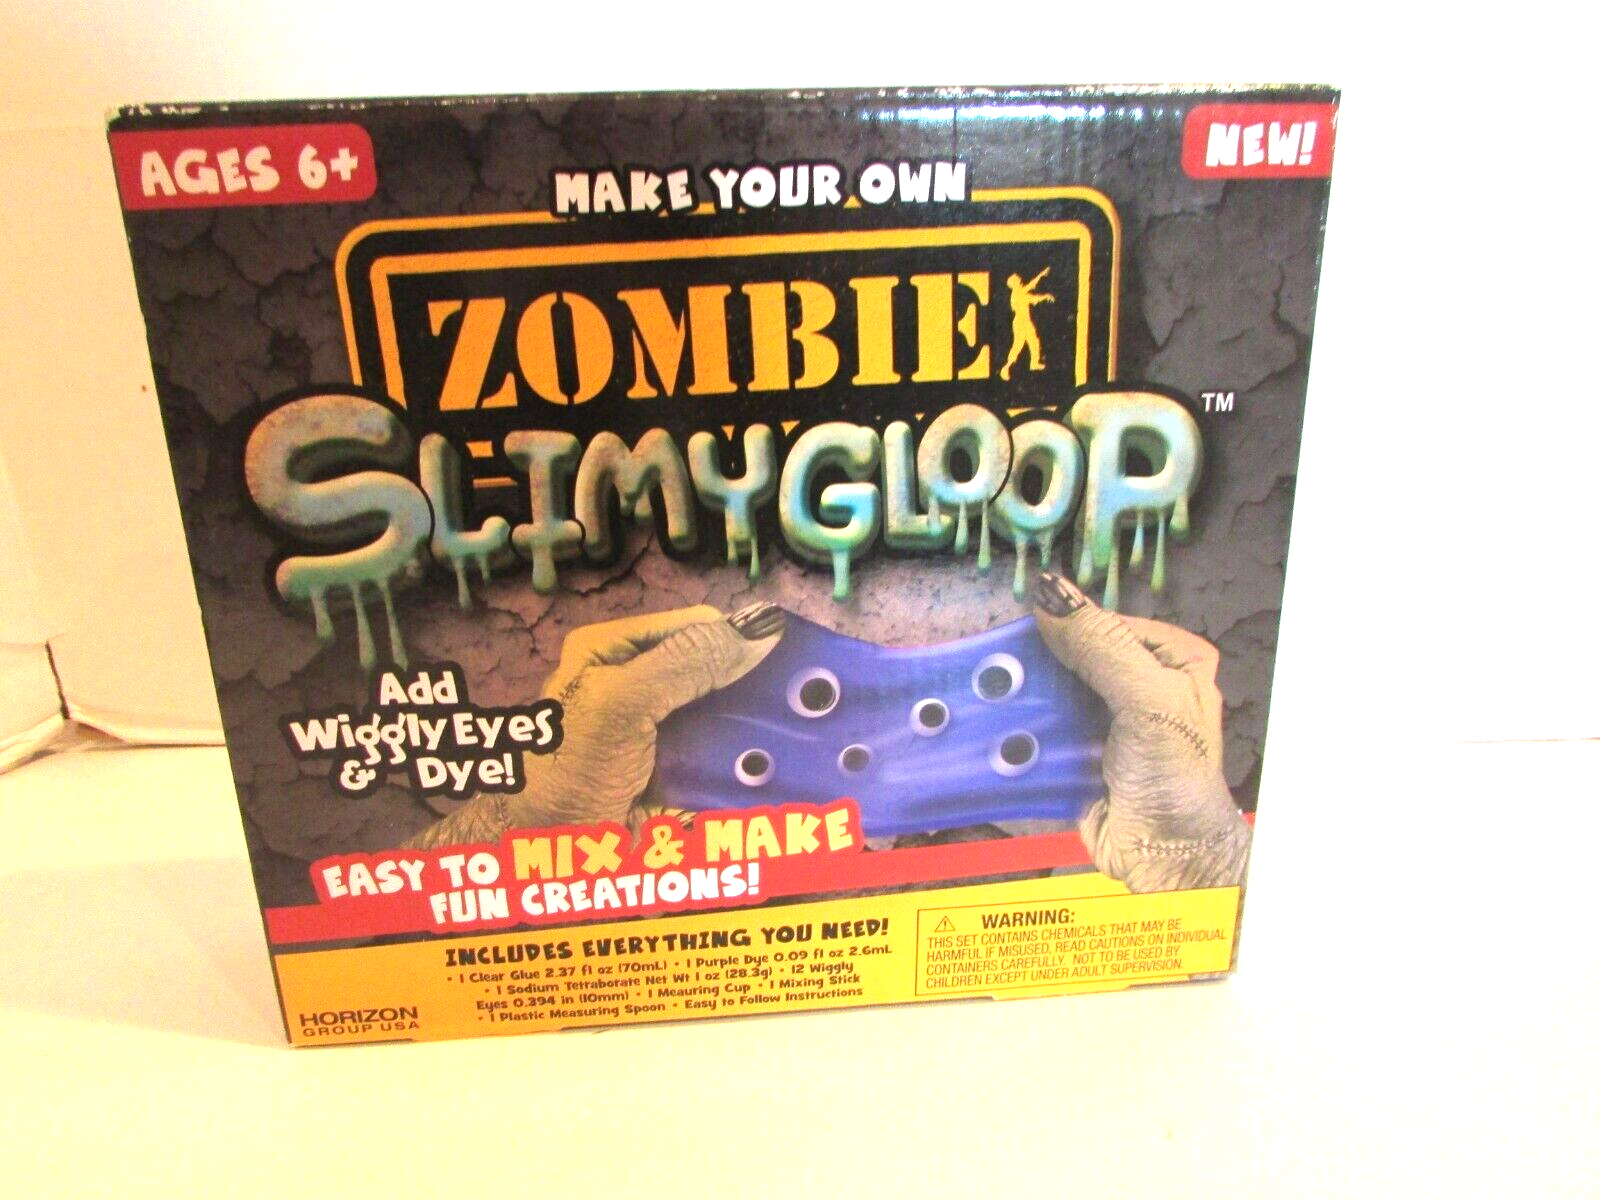 AGES 6+
NEW!
MAKE YOUR OWN
ZOMBIE
SLIMYGLOOP™
Add
Wiggly Eyes
& Dye!
EASY TO MIX & MAKE
FUN CREATIONS!
INCLUDES EVERYTHING YOU NEED!
• 1 Clear Glue 2.37 fl oz (70mL) • 1 Purple Dye 0.09 fl oz 2.6mL
• 1 Sodium Tetraborate Net Wt 1 oz (28.3g) • 12 Wiggly
Eyes 0.394 in (10mm) • 1 Meauring Cup • 1 Mixing Stick
• 1 Plastic Measuring Spoon • Easy to Follow Instructions
HORIZON
GROUP USA
WARNING:
THIS SET CONTAINS CHEMICALS THAT MAY BE
HARMFUL IF MISUSED, READ CAUTIONS ON INDIVIDUAL
CONTAINERS CAREFULLY. NOT TO BE USED BY
CHILDREN EXCEPT UNDER ADULT SUPERVISION.